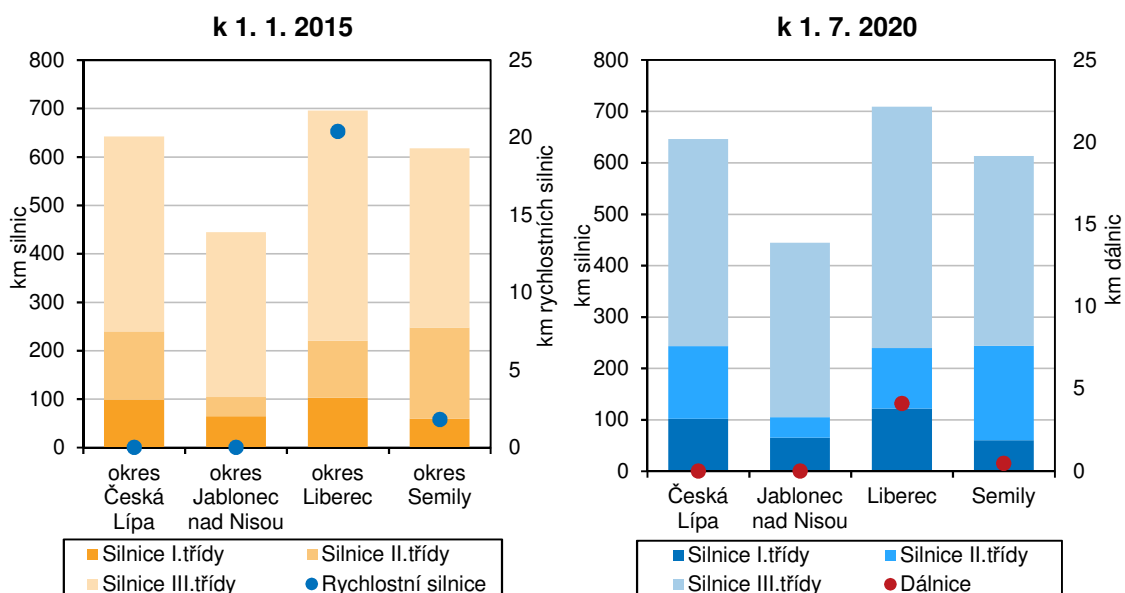 k 1. 1. 2015
800
700
600
500
400
300
200
100
0
km silnic
25
20
15
10
5
0
km rychlostních silnic
okres Česká Lípa
okres Jablonec nad Nisou
okres Liberec
okres Semily
Silnice I.třídy
Silnice II.třídy
Silnice III.třídy
Rychlostní silnice
k 1. 7. 2020
800
700
600
500
400
300
200
100
0
km silnic
25
20
15
10
5
0
km dálnic
Česká Lípa
Jablonec nad Nisou
Liberec
Semily
Silnice I.třídy
Silnice II.třídy
Silnice III.třídy
Dálnice